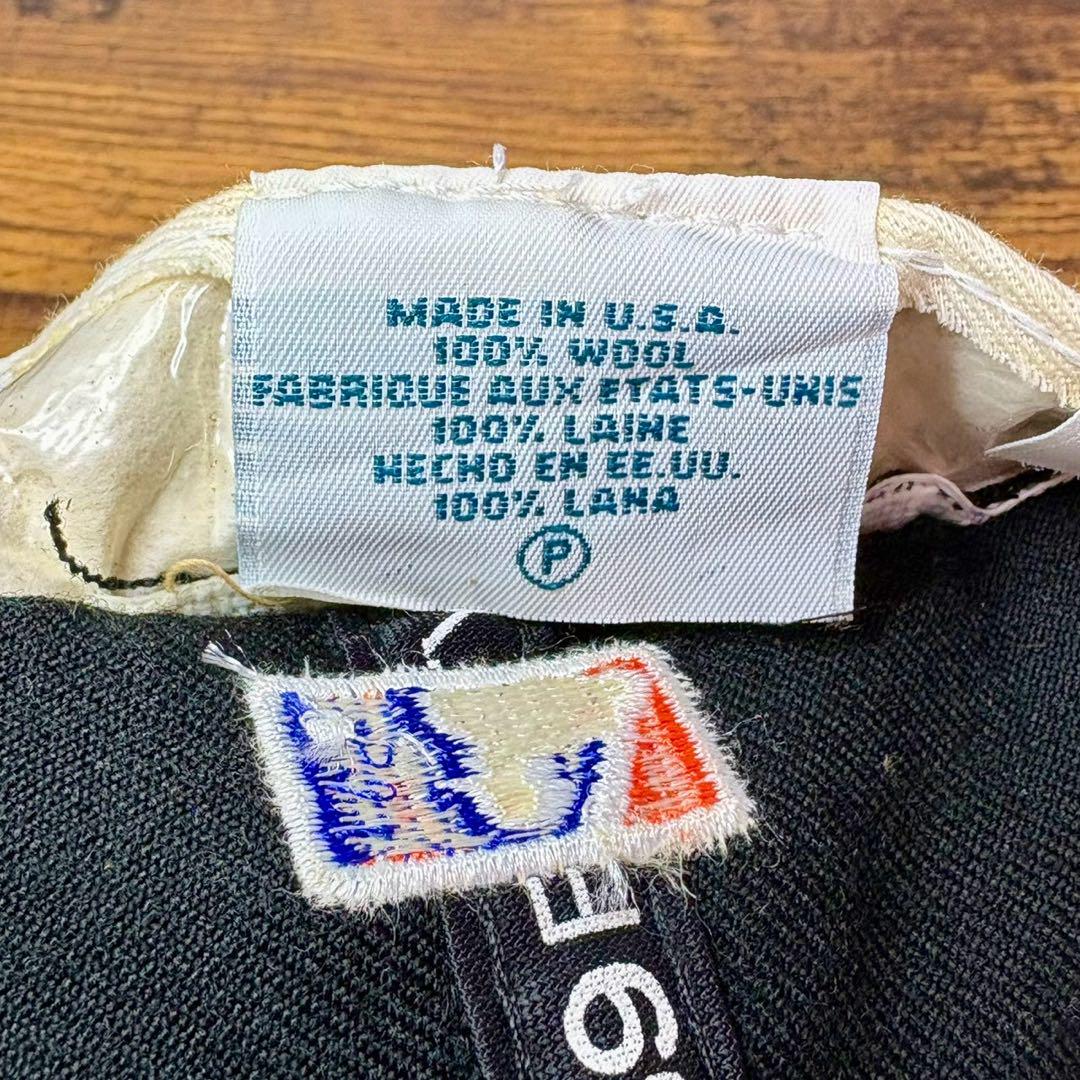 MADE IN U.S.A.
100% WOOL
FABRIQUE AUX ETATS-UNIS
100% LAINE
HECHO EN EE.UU.
100% LANA
P